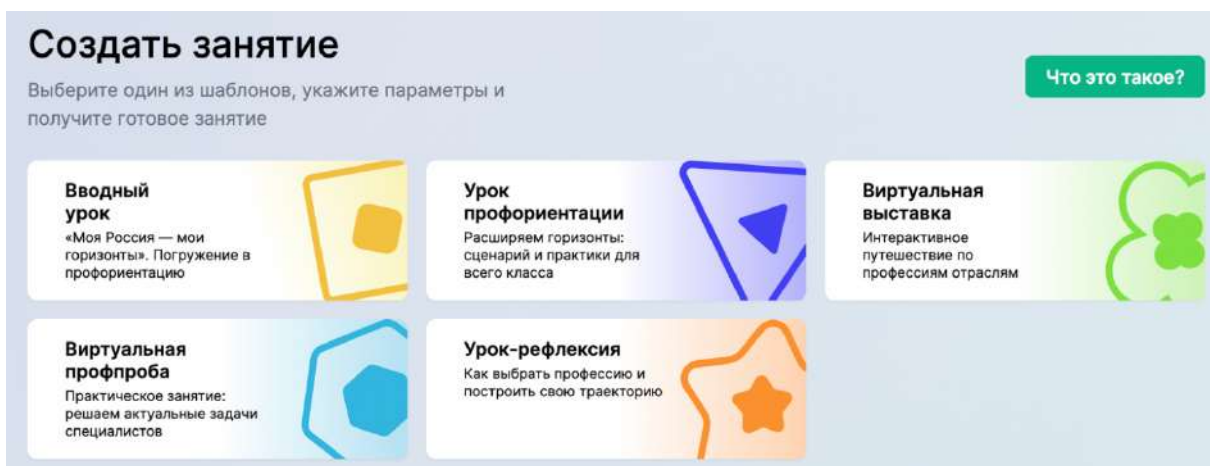 Создать занятие
Выберите один из шаблонов, укажите параметры и
получите готовое занятие
Что это такое?
Вводный
урок
«Моя Россия — мои
горизонты». Погружение в
профориентацию
Урок
профориентации
Расширяем горизонты:
сценарий и практики для
всего класса
Виртуальная
выставка
Интерактивное
путешествие по
профессиям отраслям
Виртуальная
профпроба
Практическое занятие:
решаем актуальные задачи
специалистов
Урок-рефлексия
Как выбрать профессию и
построить свою траекторию